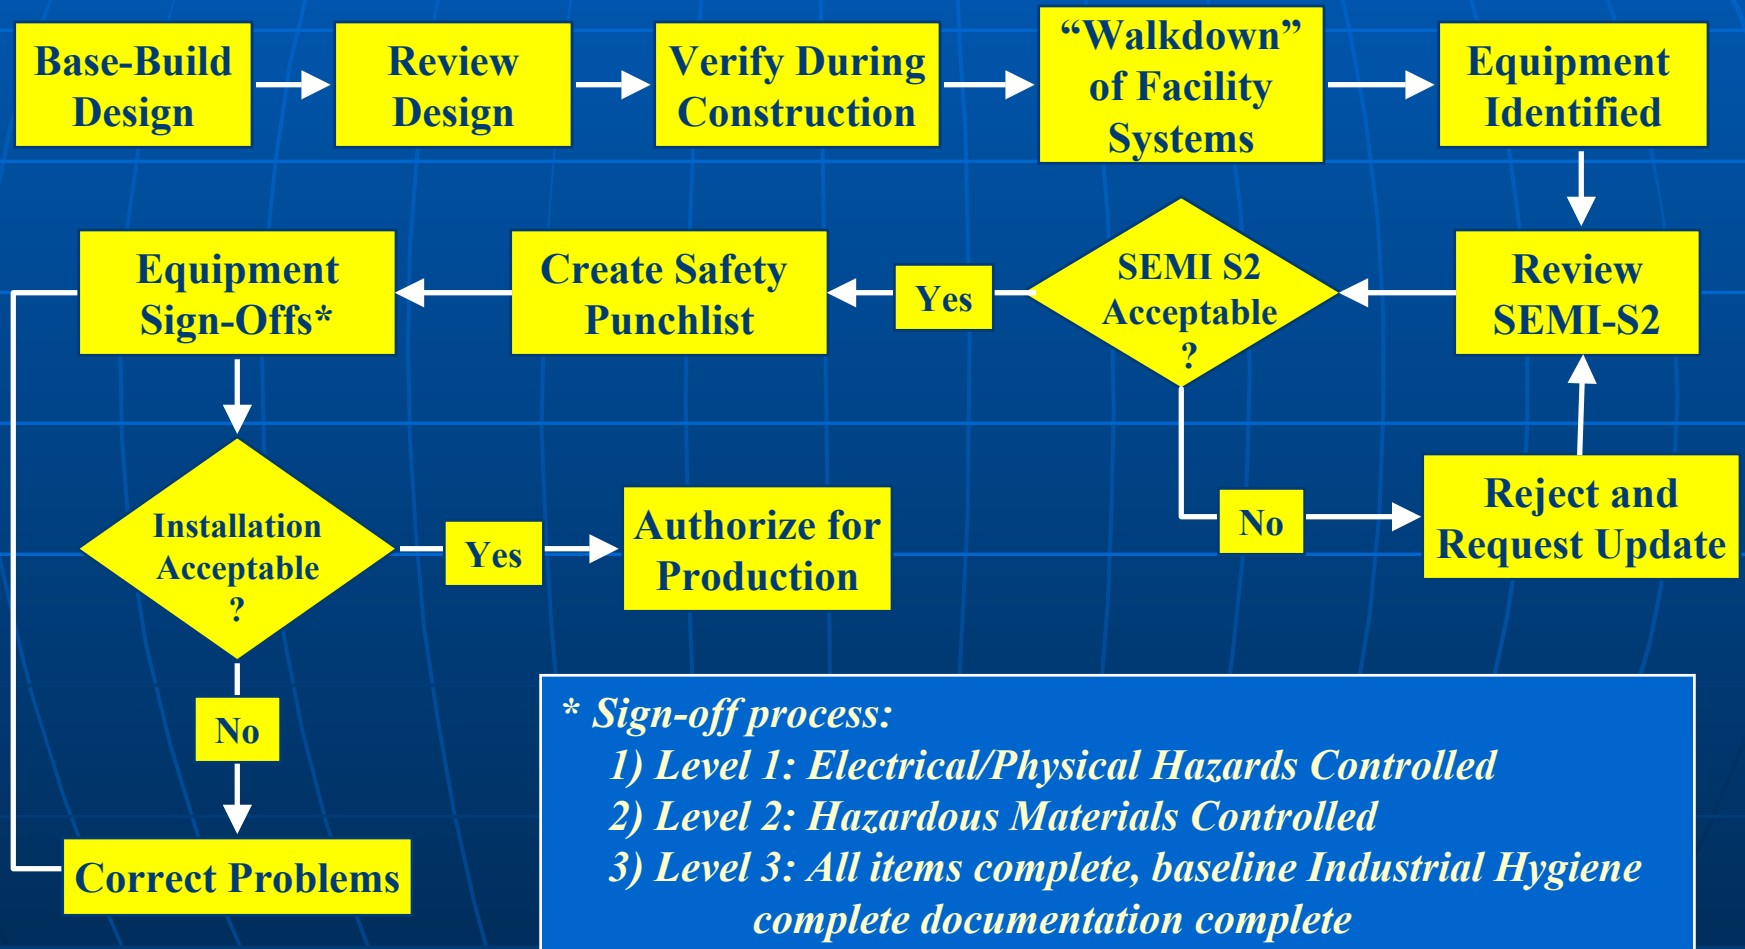 Base-Build
Design
Review
Design
Verify During
Construction
“Walkdown”
of Facility
Systems
Equipment
Identified
Equipment
Sign-Offs*
Create Safety
Punchlist
Yes
SEMI S2
Acceptable
?
Review
SEMI-S2
No
Reject and
Request Update
Installation
Acceptable
?
Yes
Authorize for
Production
No
Correct Problems
* Sign-off process:
1) Level 1: Electrical/Physical Hazards Controlled
2) Level 2: Hazardous Materials Controlled
3) Level 3: All items complete, baseline Industrial Hygiene
complete documentation complete